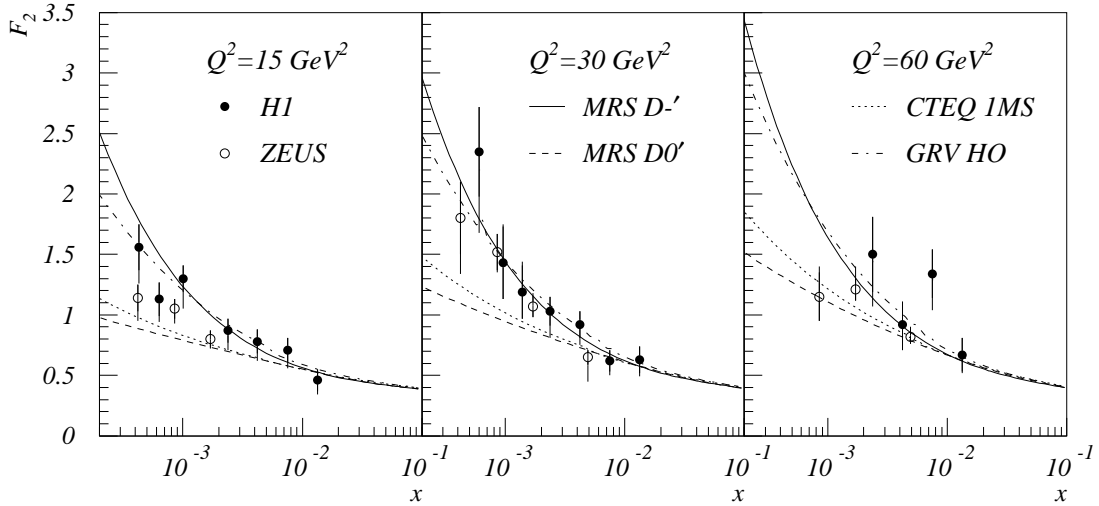 F₂
3.5
3
2.5
2
1.5
1
0.5
0
Q²=15 GeV²
H1
ZEUS
Q²=30 GeV²
MRS D-′
MRS D0′
Q²=60 GeV²
CTEQ 1MS
GRV HO
10⁻³ 10⁻² 10⁻¹ 10⁻³ 10⁻² 10⁻¹ 10⁻³ 10⁻² 10⁻¹
x x x